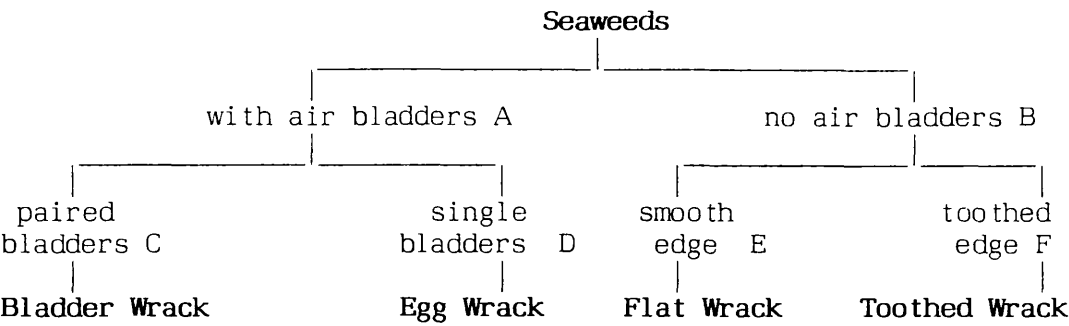 Seaweeds
with air bladders A
no air bladders B
paired
bladders C
single
bladders D
smooth
edge E
toothed
edge F
Bladder Wrack
Egg Wrack
Flat Wrack
Toothed Wrack